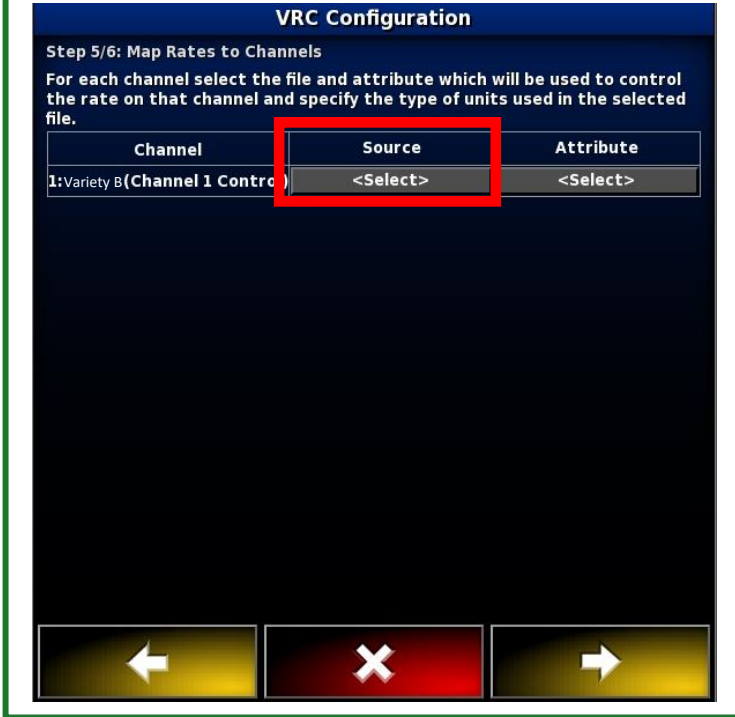 VRC Configuration
Step 5/6: Map Rates to Channels
For each channel select the file and attribute which will be used to control
the rate on that channel and specify the type of units used in the selected
file.
Channel Source Attribute
1:Variety B(Channel 1 Control) <Select> <Select>